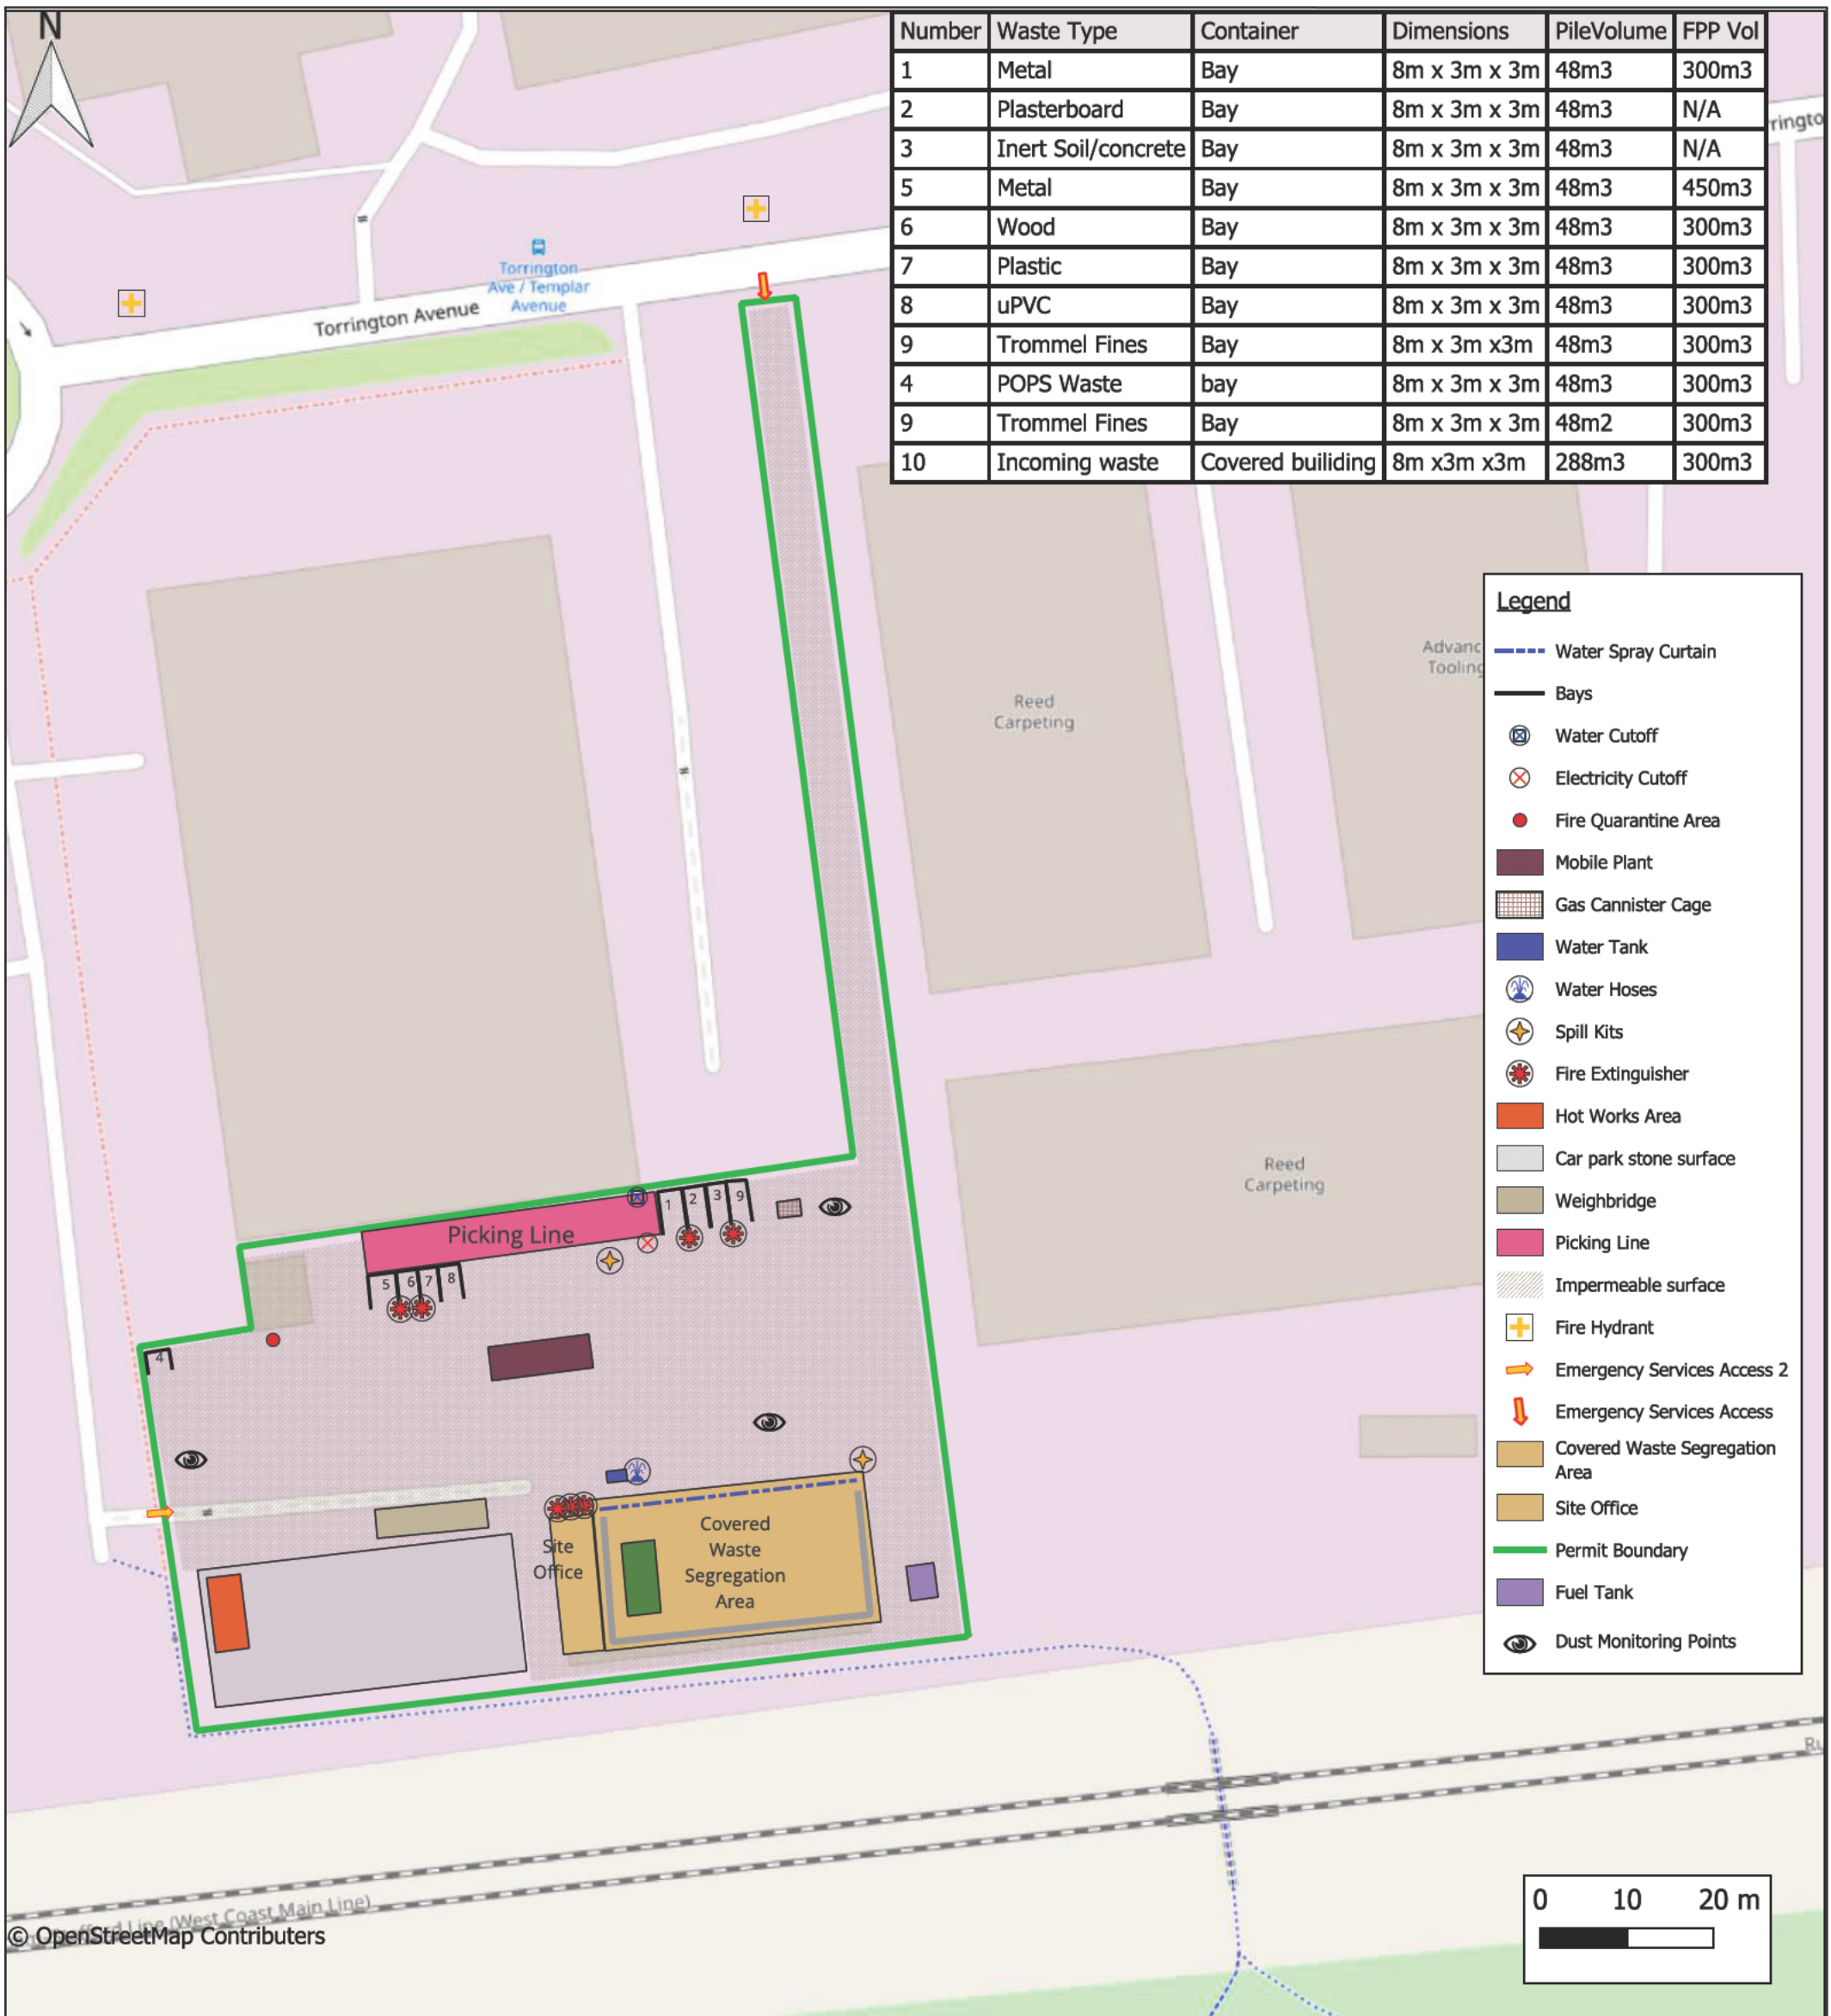 N
Number Waste Type Container Dimensions PileVolume FPP Vol
1 Metal Bay 8m x 3m x 3m 48m3 300m3
2 Plasterboard Bay 8m x 3m x 3m 48m3 N/A
3 Inert Soil/concrete Bay 8m x 3m x 3m 48m3 N/A
5 Metal Bay 8m x 3m x 3m 48m3 450m3
6 Wood Bay 8m x 3m x 3m 48m3 300m3
7 Plastic Bay 8m x 3m x 3m 48m3 300m3
8 uPVC Bay 8m x 3m x 3m 48m3 300m3
9 Trommel Fines Bay 8m x 3m x3m 48m3 300m3
4 POPS Waste bay 8m x 3m x 3m 48m3 300m3
9 Trommel Fines Bay 8m x 3m x 3m 48m2 300m3
10 Incoming waste Covered builiding 8m x3m x3m 288m3 300m3
Torrington
Ave / Templar
Avenue
Torrington Avenue
Reed
Carpeting
Advanc
Tooling
Reed
Carpeting
Legend
Water Spray Curtain
Bays
Water Cutoff
Electricity Cutoff
Fire Quarantine Area
Mobile Plant
Gas Cannister Cage
Water Tank
Water Hoses
Spill Kits
Fire Extinguisher
Hot Works Area
Car park stone surface
Weighbridge
Picking Line
Impermeable surface
Fire Hydrant
Emergency Services Access 2
Emergency Services Access
Covered Waste Segregation
Area
Site Office
Permit Boundary
Fuel Tank
Dust Monitoring Points
1 2 3 9
Picking Line
5 6 7 8
4
Site
Office
Covered
Waste
Segregation
Area
Line (West Coast Main Line)
© OpenStreetMap Contributers
0 10 20 m